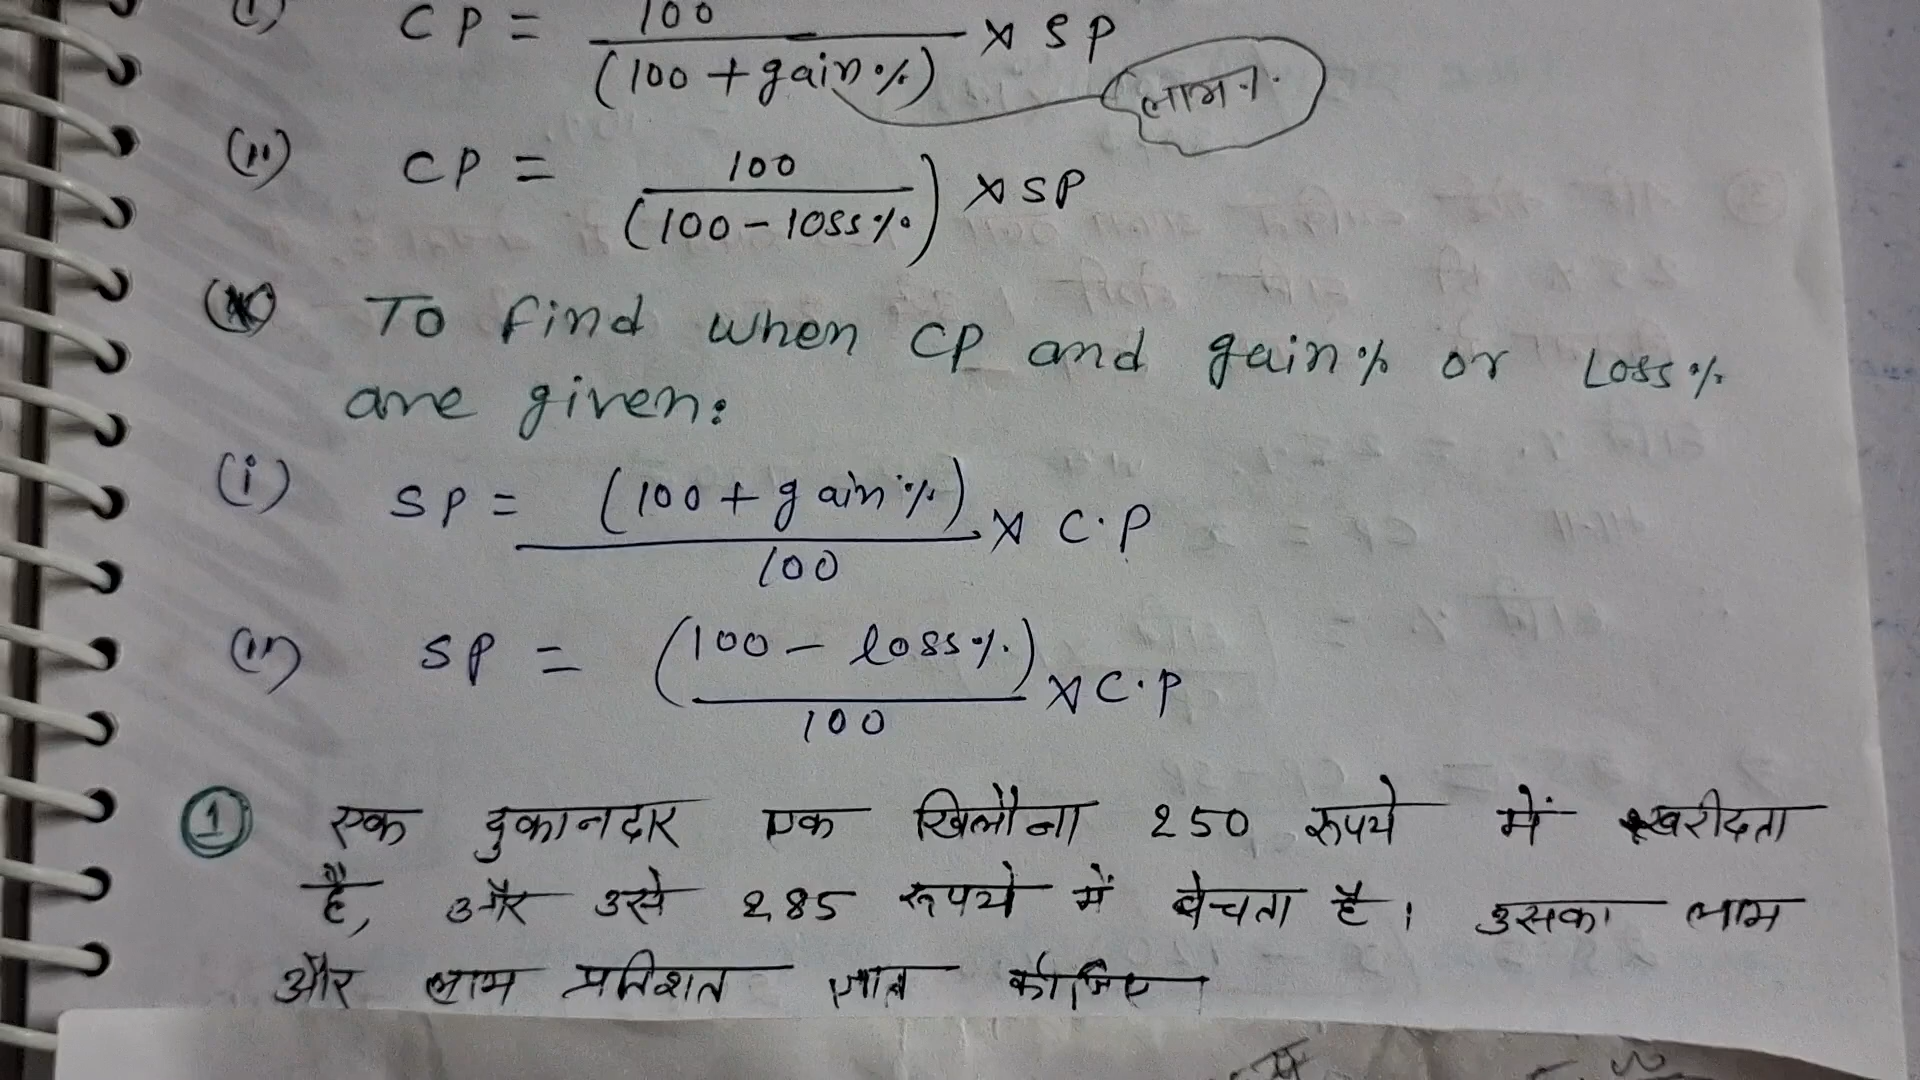 (i) CP = 100 / (100 + gain%) × SP
लाभ%
(ii) CP = 100 / (100 - loss%) × SP
To find when CP and gain% or Loss%
are given:
(i) SP = (100 + gain%) / 100 × C.P
(ii) SP = (100 - loss%) / 100 × C.P
① एक दुकानदार एक खिलौना 250 रूपये में खरीदता
है, और उसे 285 रूपये में बेचता है। उसका लाभ
और लाभ प्रतिशत ज्ञात कीजिए